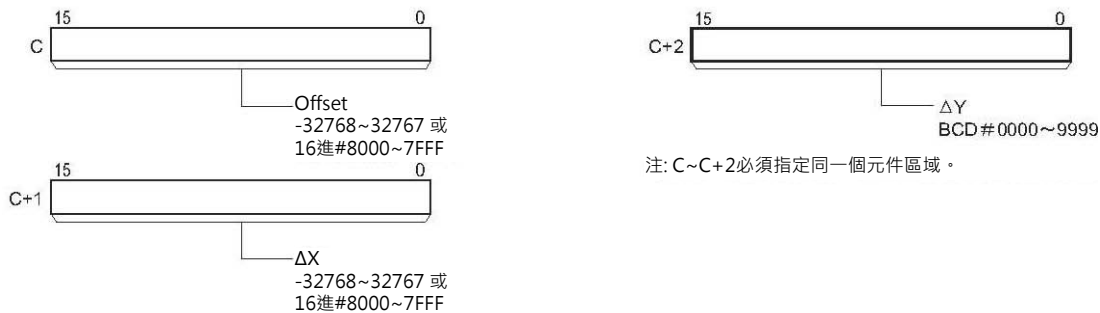 15 0
C
Offset
-32768~32767 或
16進#8000~7FFF
15 0
C+1
ΔX
-32768~32767 或
16進#8000~7FFF
15 0
C+2
△Y
BCD#0000～9999
注: C~C+2必須指定同一個元件區域。